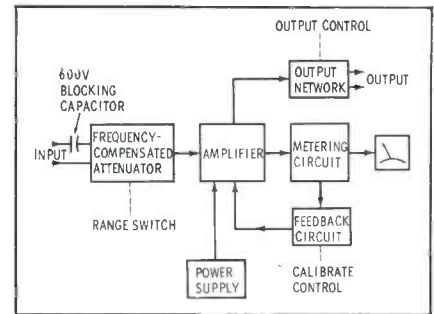 OUTPUT CONTROL
600V
BLOCKING
CAPACITOR
OUTPUT
NETWORK
OUTPUT
INPUT
FREQUENCY-
COMPENSATED
ATTENUATOR
AMPLIFIER
METERING
CIRCUIT
RANGE SWITCH
FEEDBACK
CIRCUIT
POWER
SUPPLY
CALIBRATE
CONTROL